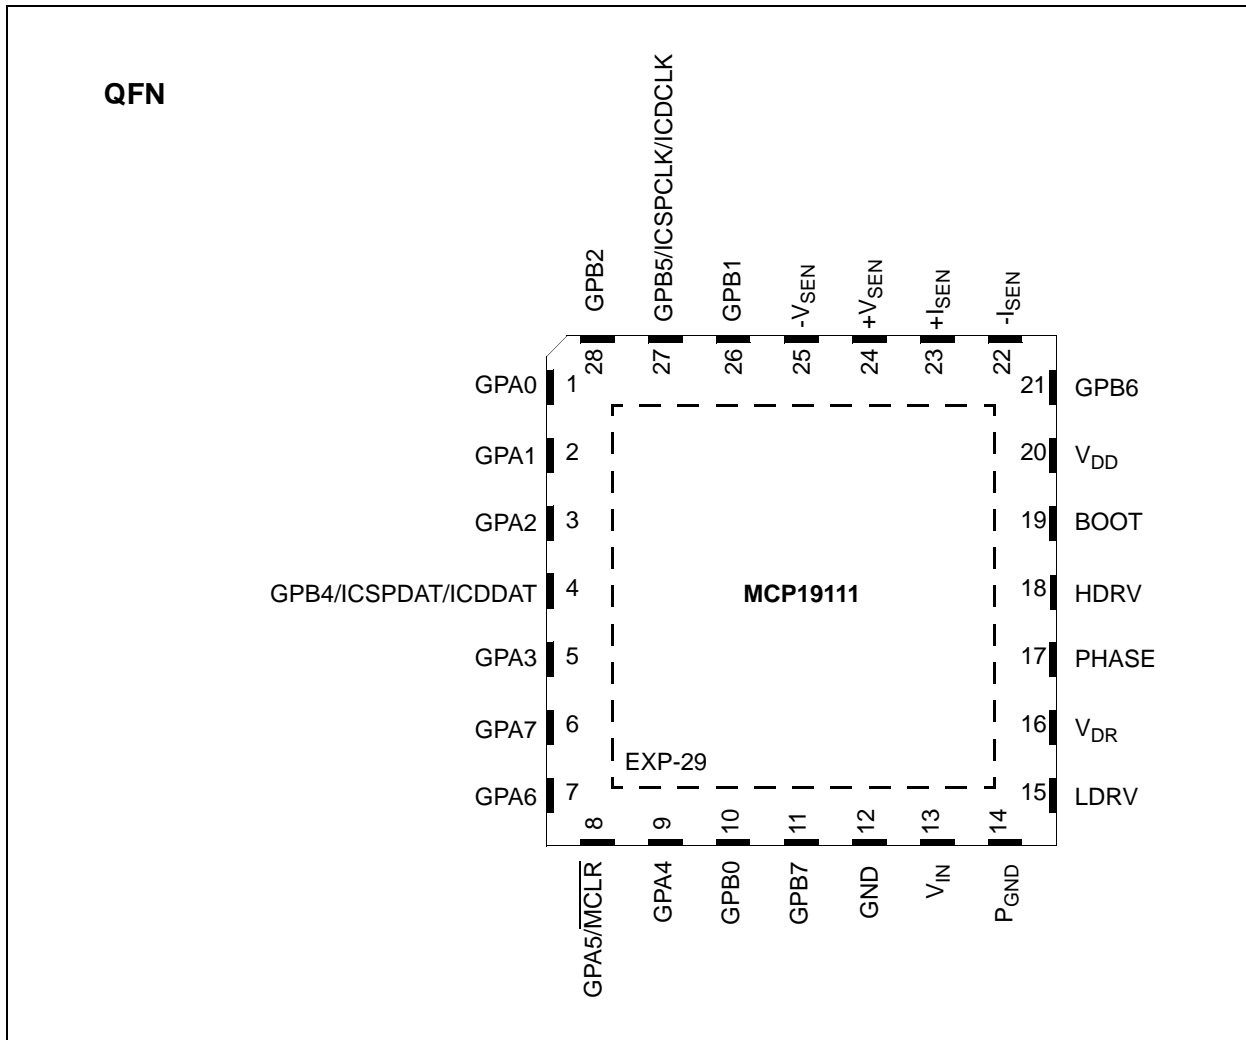 QFN
GPB2
GPB5/ICSPCLK/ICDCLK
GPB1
-VSEN
+VSEN
+ISEN
-ISEN
28
27
26
25
24
23
22
GPA0 1
21 GPB6
GPA1 2
20 VDD
GPA2 3
19 BOOT
GPB4/ICSPDAT/ICDDAT 4
MCP19111
18 HDRV
GPA3 5
17 PHASE
GPA7 6
16 VDR
EXP-29
GPA6 7
15 LDRV
8
9
10
11
12
13
14
GPA5/MCLR
GPA4
GPB0
GPB7
GND
VIN
PGND